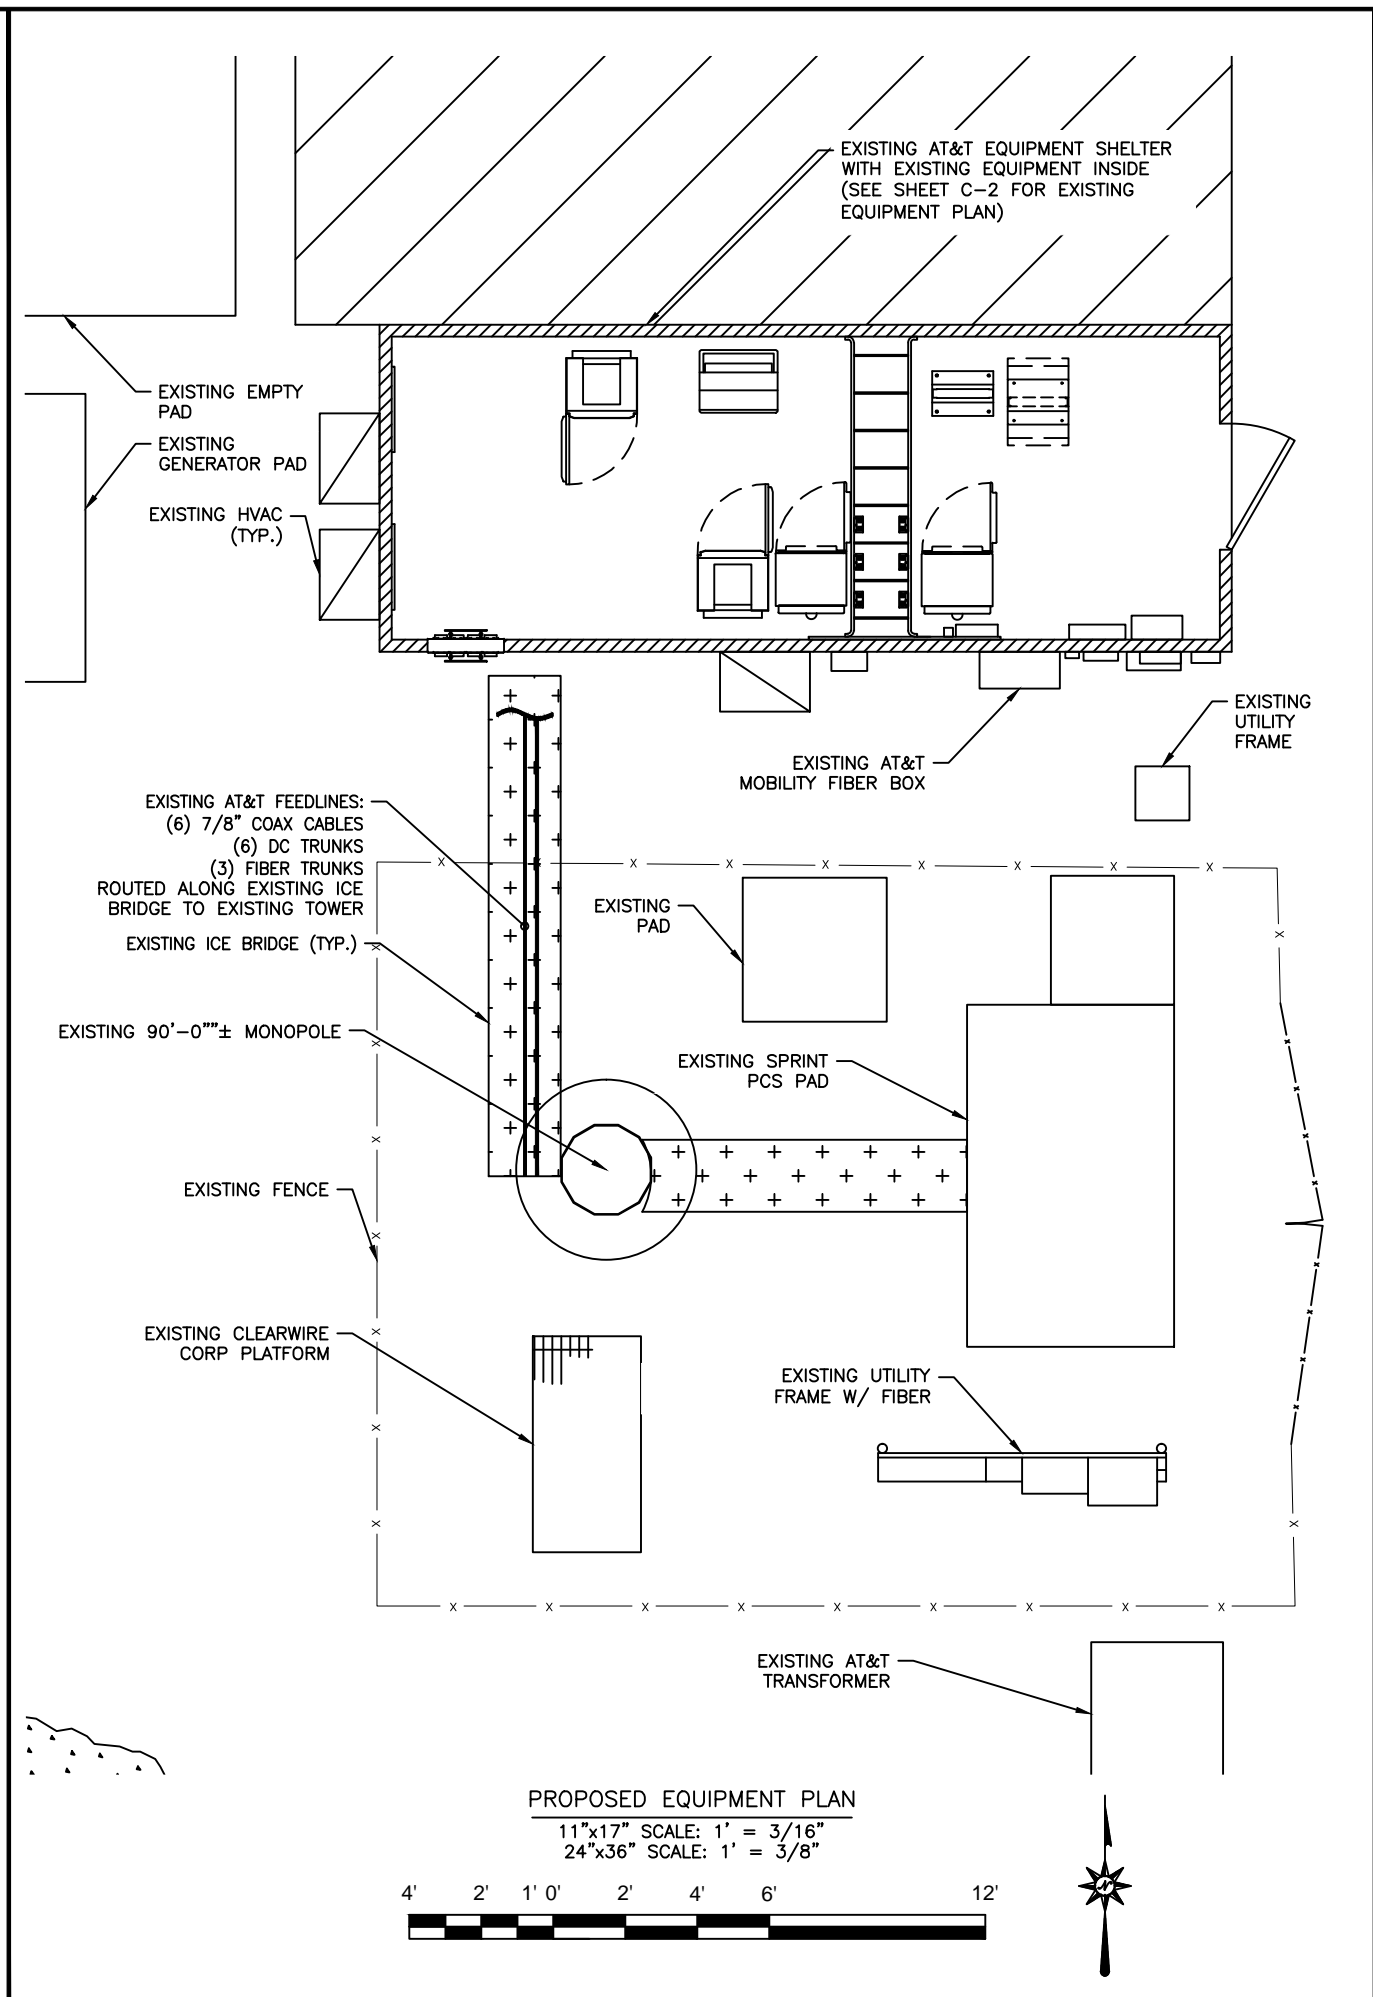 EXISTING AT&T EQUIPMENT SHELTER
WITH EXISTING EQUIPMENT INSIDE
(SEE SHEET C-2 FOR EXISTING
EQUIPMENT PLAN)
EXISTING EMPTY
PAD
EXISTING
GENERATOR PAD
EXISTING HVAC
(TYP.)
EXISTING
UTILITY
FRAME
EXISTING AT&T
MOBILITY FIBER BOX
EXISTING AT&T FEEDLINES:
(6) 7/8" COAX CABLES
(6) DC TRUNKS
(3) FIBER TRUNKS
ROUTED ALONG EXISTING ICE
BRIDGE TO EXISTING TOWER
EXISTING
PAD
EXISTING ICE BRIDGE (TYP.)
EXISTING 90'-0""± MONOPOLE
EXISTING SPRINT
PCS PAD
EXISTING FENCE
EXISTING CLEARWIRE
CORP PLATFORM
EXISTING UTILITY
FRAME W/ FIBER
EXISTING AT&T
TRANSFORMER
PROPOSED EQUIPMENT PLAN
11"x17" SCALE: 1' = 3/16"
24"x36" SCALE: 1' = 3/8"
4' 2' 1' 0' 2' 4' 6' 12'
N